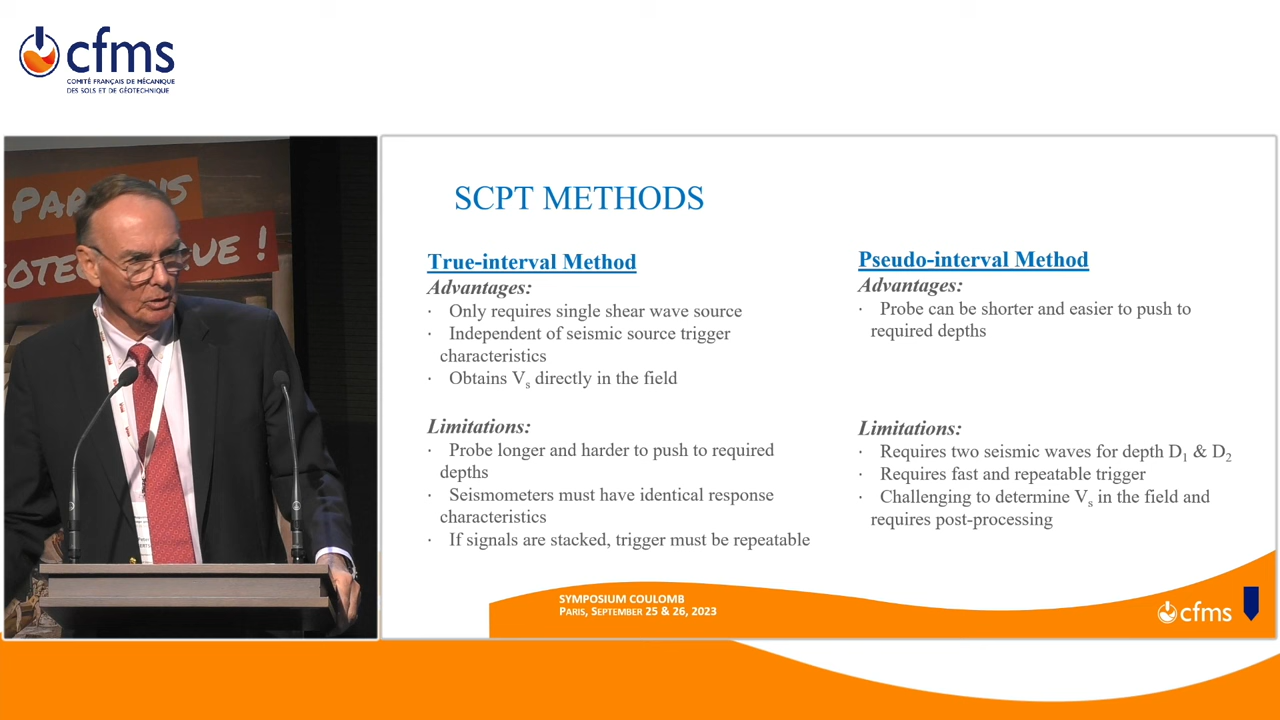 cfms
COMITÉ FRANÇAIS DE MÉCANIQUE
DES SOLS ET DE GÉOTECHNIQUE
SCPT METHODS
True-interval Method
Advantages:
· Only requires single shear wave source
· Independent of seismic source trigger
characteristics
· Obtains Vs directly in the field
Limitations:
· Probe longer and harder to push to required
depths
· Seismometers must have identical response
characteristics
· If signals are stacked, trigger must be repeatable
Pseudo-interval Method
Advantages:
· Probe can be shorter and easier to push to
required depths
Limitations:
· Requires two seismic waves for depth D1 & D2
· Requires fast and repeatable trigger
· Challenging to determine Vs in the field and
requires post-processing
SYMPOSIUM COULOMB
PARIS, SEPTEMBER 25 & 26, 2023
cfms